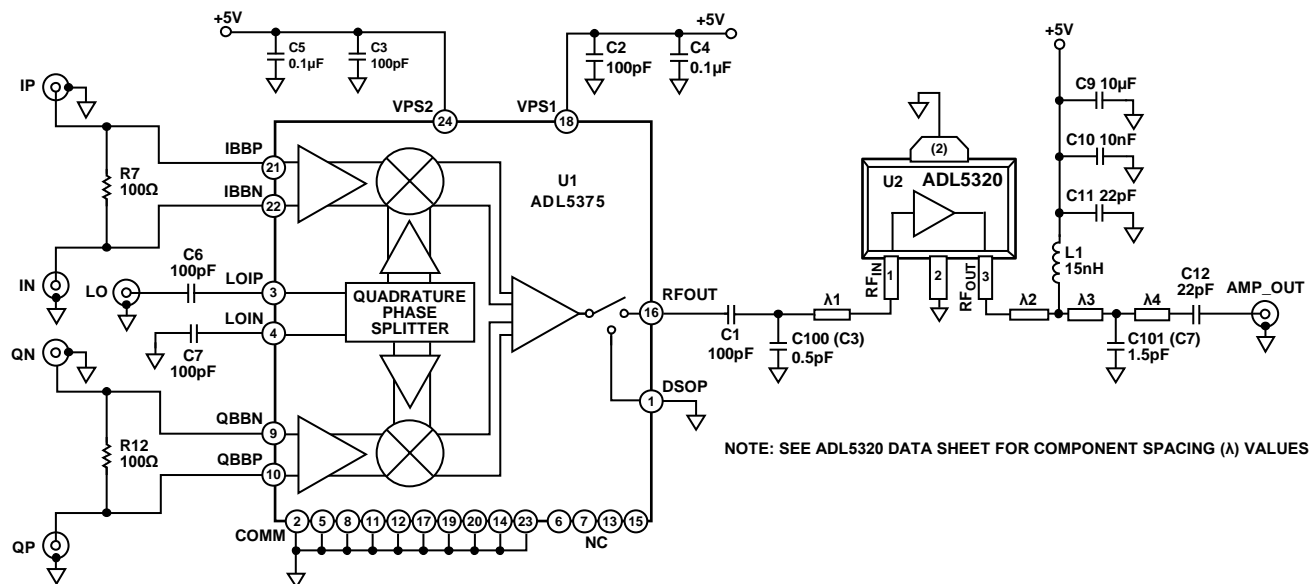 +5V
C5
0.1µF
C3
100pF
+5V
C2
100pF
C4
0.1µF
+5V
C9 10µF
C10 10nF
C11 22pF
L1
15nH
IP
R7
100Ω
IN
VPS2
24
VPS1
18
IBBP
21
IBBN
22
U1
ADL5375
C6
100pF
LO
LOIP
3
LOIN
4
C7
100pF
QUADRATURE
PHASE
SPLITTER
RFOUT
16
DSOP
1
QN
R12
100Ω
QP
QBBN
9
QBBP
10
COMM
2
5
8
11
12
17
19
20
14
23
6
7
13
15
NC
C1
100pF
C100 (C3)
0.5pF
λ1
(2)
U2 ADL5320
RFIN
1
2
RFOUT
3
λ2
λ3
λ4
C101 (C7)
1.5pF
C12
22pF
AMP_OUT
NOTE: SEE ADL5320 DATA SHEET FOR COMPONENT SPACING (λ) VALUES